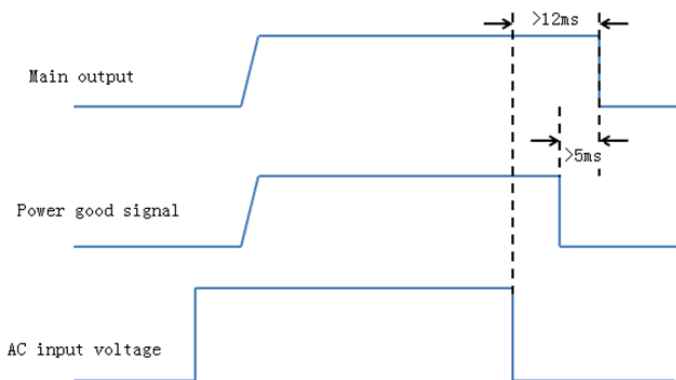 >12ms
Main output
>5ms
Power good signal
AC input voltage